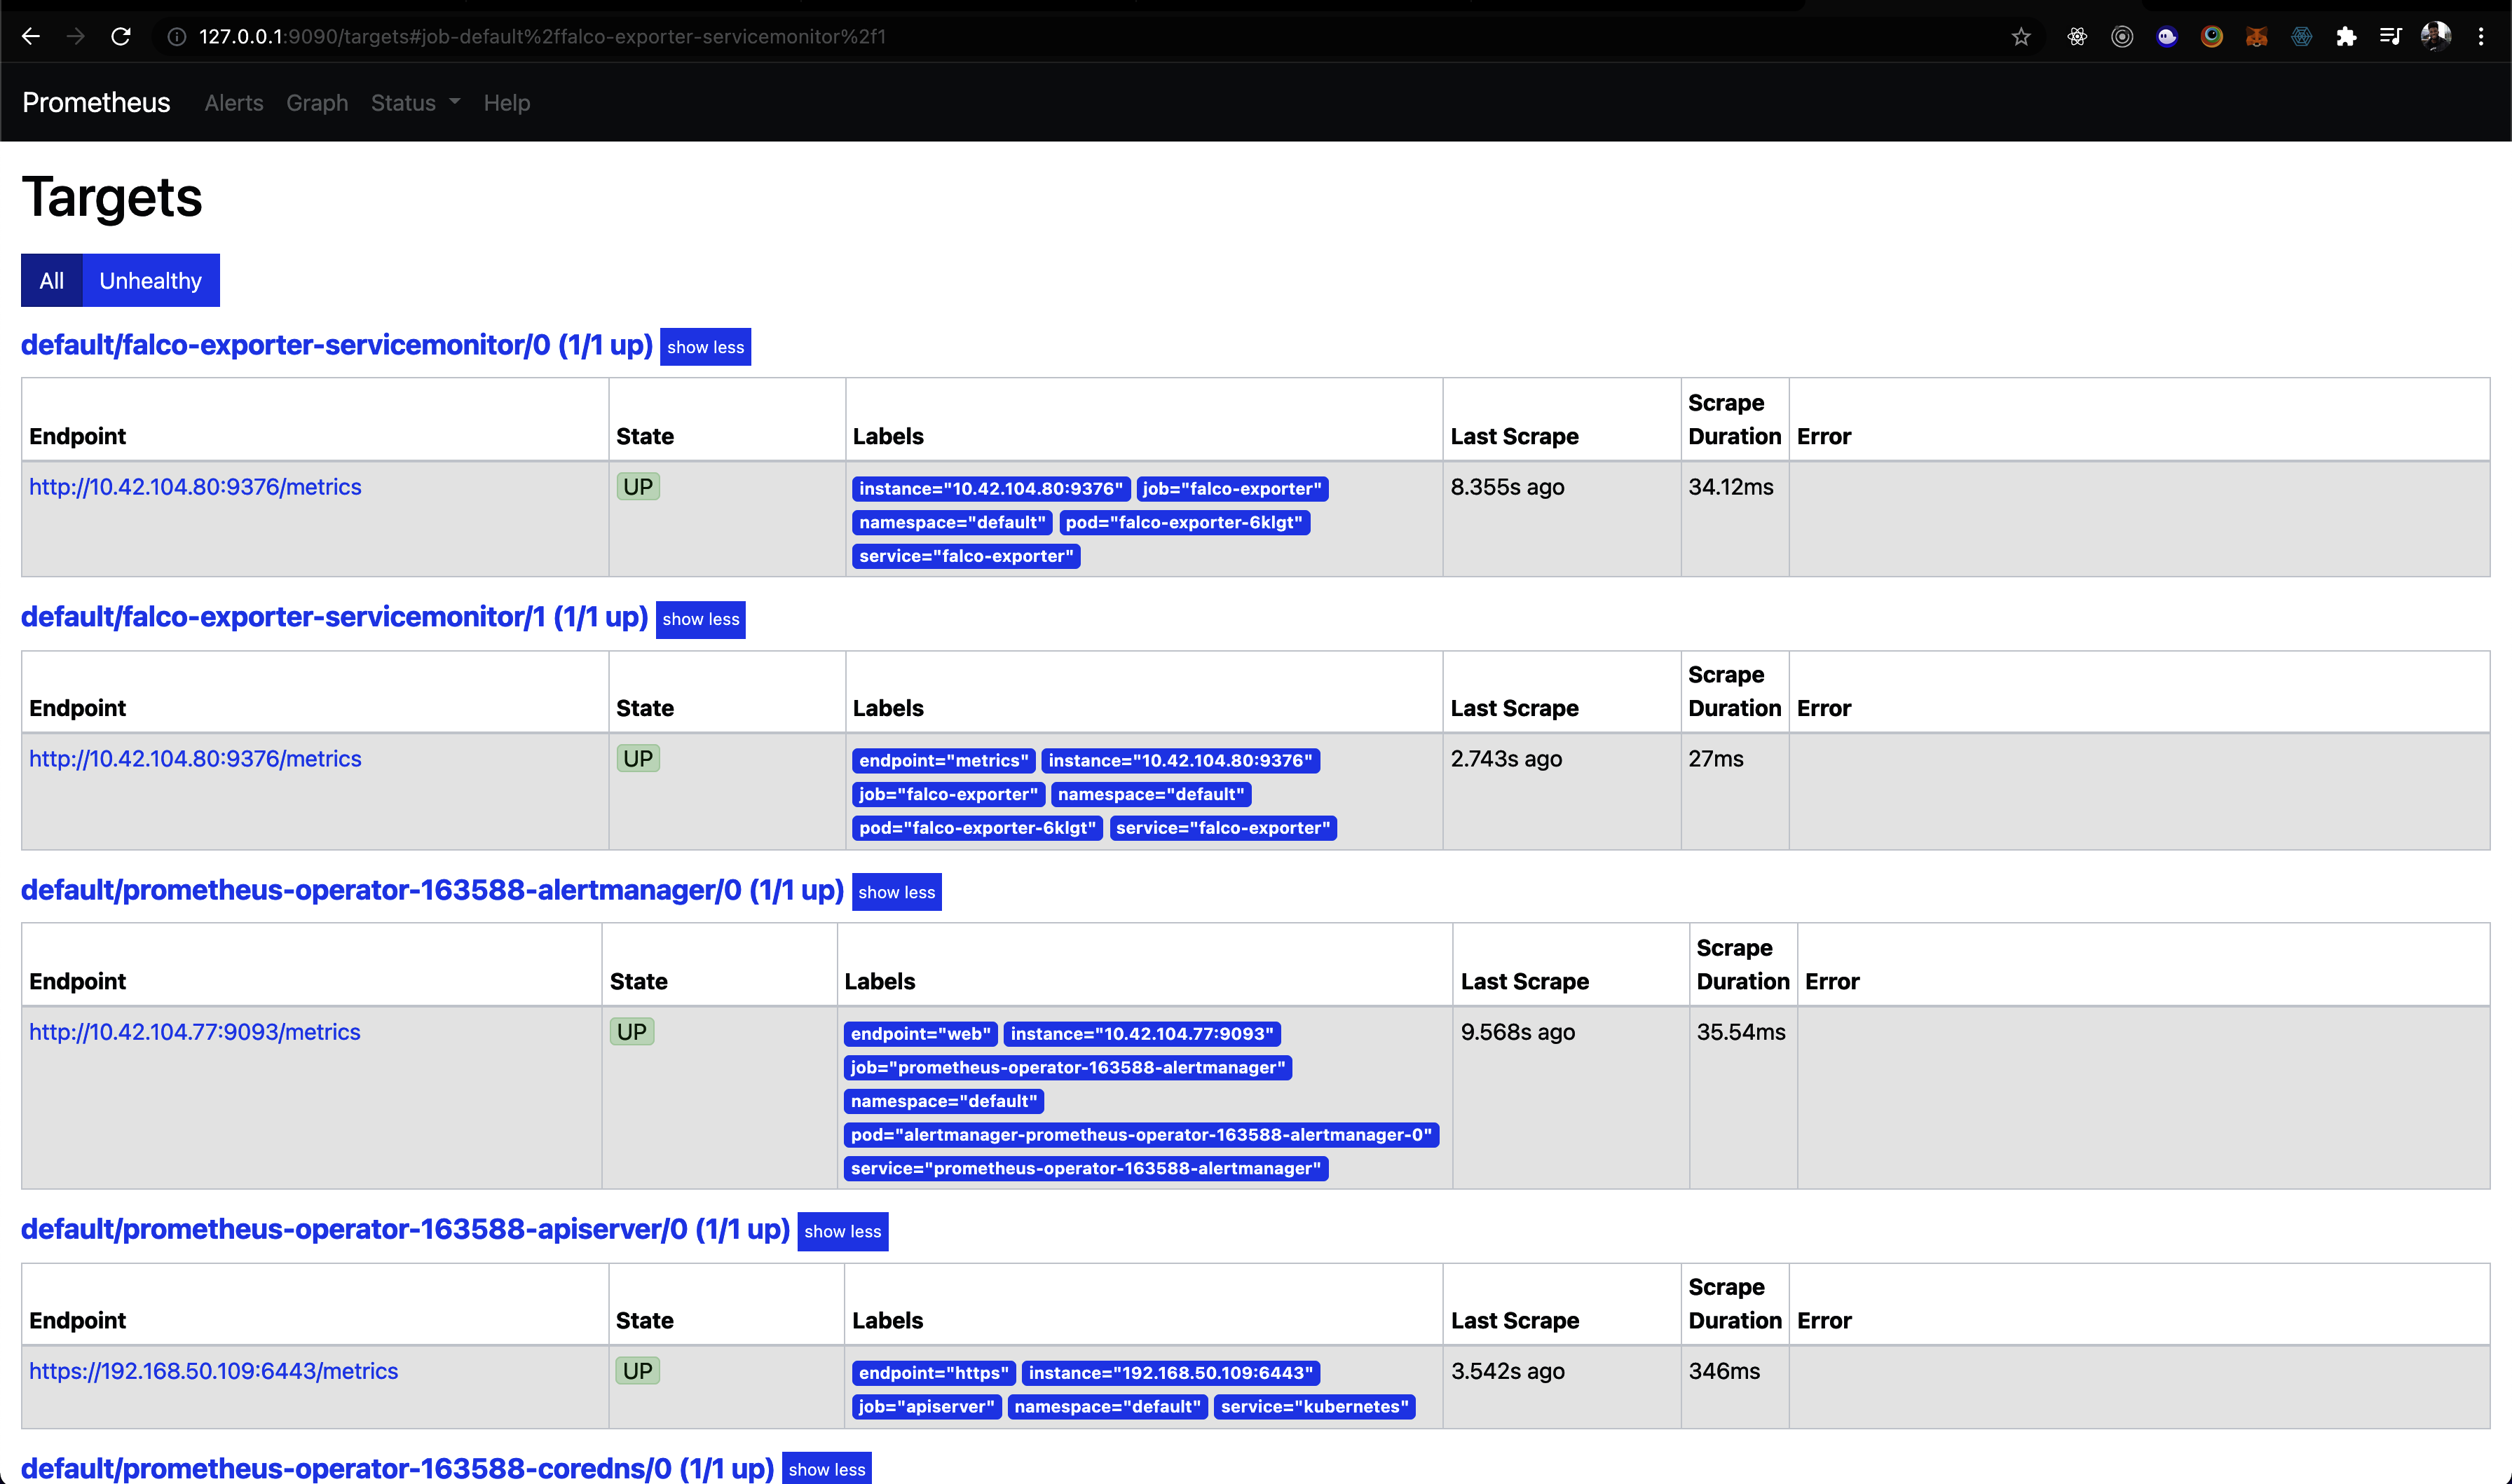 127.0.0.1:9090/targets#job-default%2ffalco-exporter-servicemonitor%2f1
Prometheus Alerts Graph Status Help
Targets
All Unhealthy
default/falco-exporter-servicemonitor/0 (1/1 up) show less
Scrape
Endpoint State Labels Last Scrape Duration Error
http://10.42.104.80:9376/metrics UP instance="10.42.104.80:9376" job="falco-exporter" 8.355s ago 34.12ms
namespace="default" pod="falco-exporter-6klgt"
service="falco-exporter"
default/falco-exporter-servicemonitor/1 (1/1 up) show less
Scrape
Endpoint State Labels Last Scrape Duration Error
http://10.42.104.80:9376/metrics UP endpoint="metrics" instance="10.42.104.80:9376" 2.743s ago 27ms
job="falco-exporter" namespace="default"
pod="falco-exporter-6klgt" service="falco-exporter"
default/prometheus-operator-163588-alertmanager/0 (1/1 up) show less
Scrape
Endpoint State Labels Last Scrape Duration Error
http://10.42.104.77:9093/metrics UP endpoint="web" instance="10.42.104.77:9093" 9.568s ago 35.54ms
job="prometheus-operator-163588-alertmanager"
namespace="default"
pod="alertmanager-prometheus-operator-163588-alertmanager-0"
service="prometheus-operator-163588-alertmanager"
default/prometheus-operator-163588-apiserver/0 (1/1 up) show less
Scrape
Endpoint State Labels Last Scrape Duration Error
https://192.168.50.109:6443/metrics UP endpoint="https" instance="192.168.50.109:6443" 3.542s ago 346ms
job="apiserver" namespace="default" service="kubernetes"
default/prometheus-operator-163588-coredns/0 (1/1 up) show less